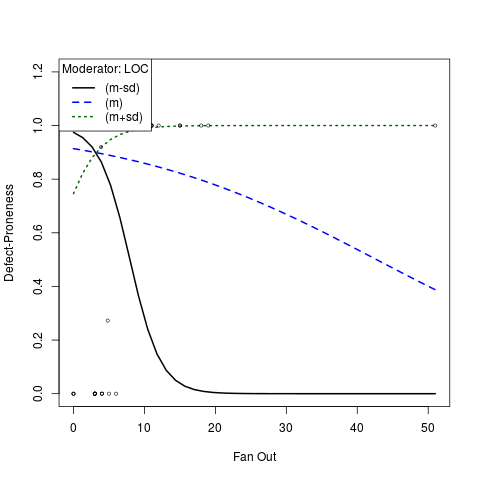 Moderator: LOC
(m-sd)
(m)
(m+sd)
Defect-Proneness
1.2
1.0
0.8
0.6
0.4
0.2
0.0
0 10 20 30 40 50
Fan Out